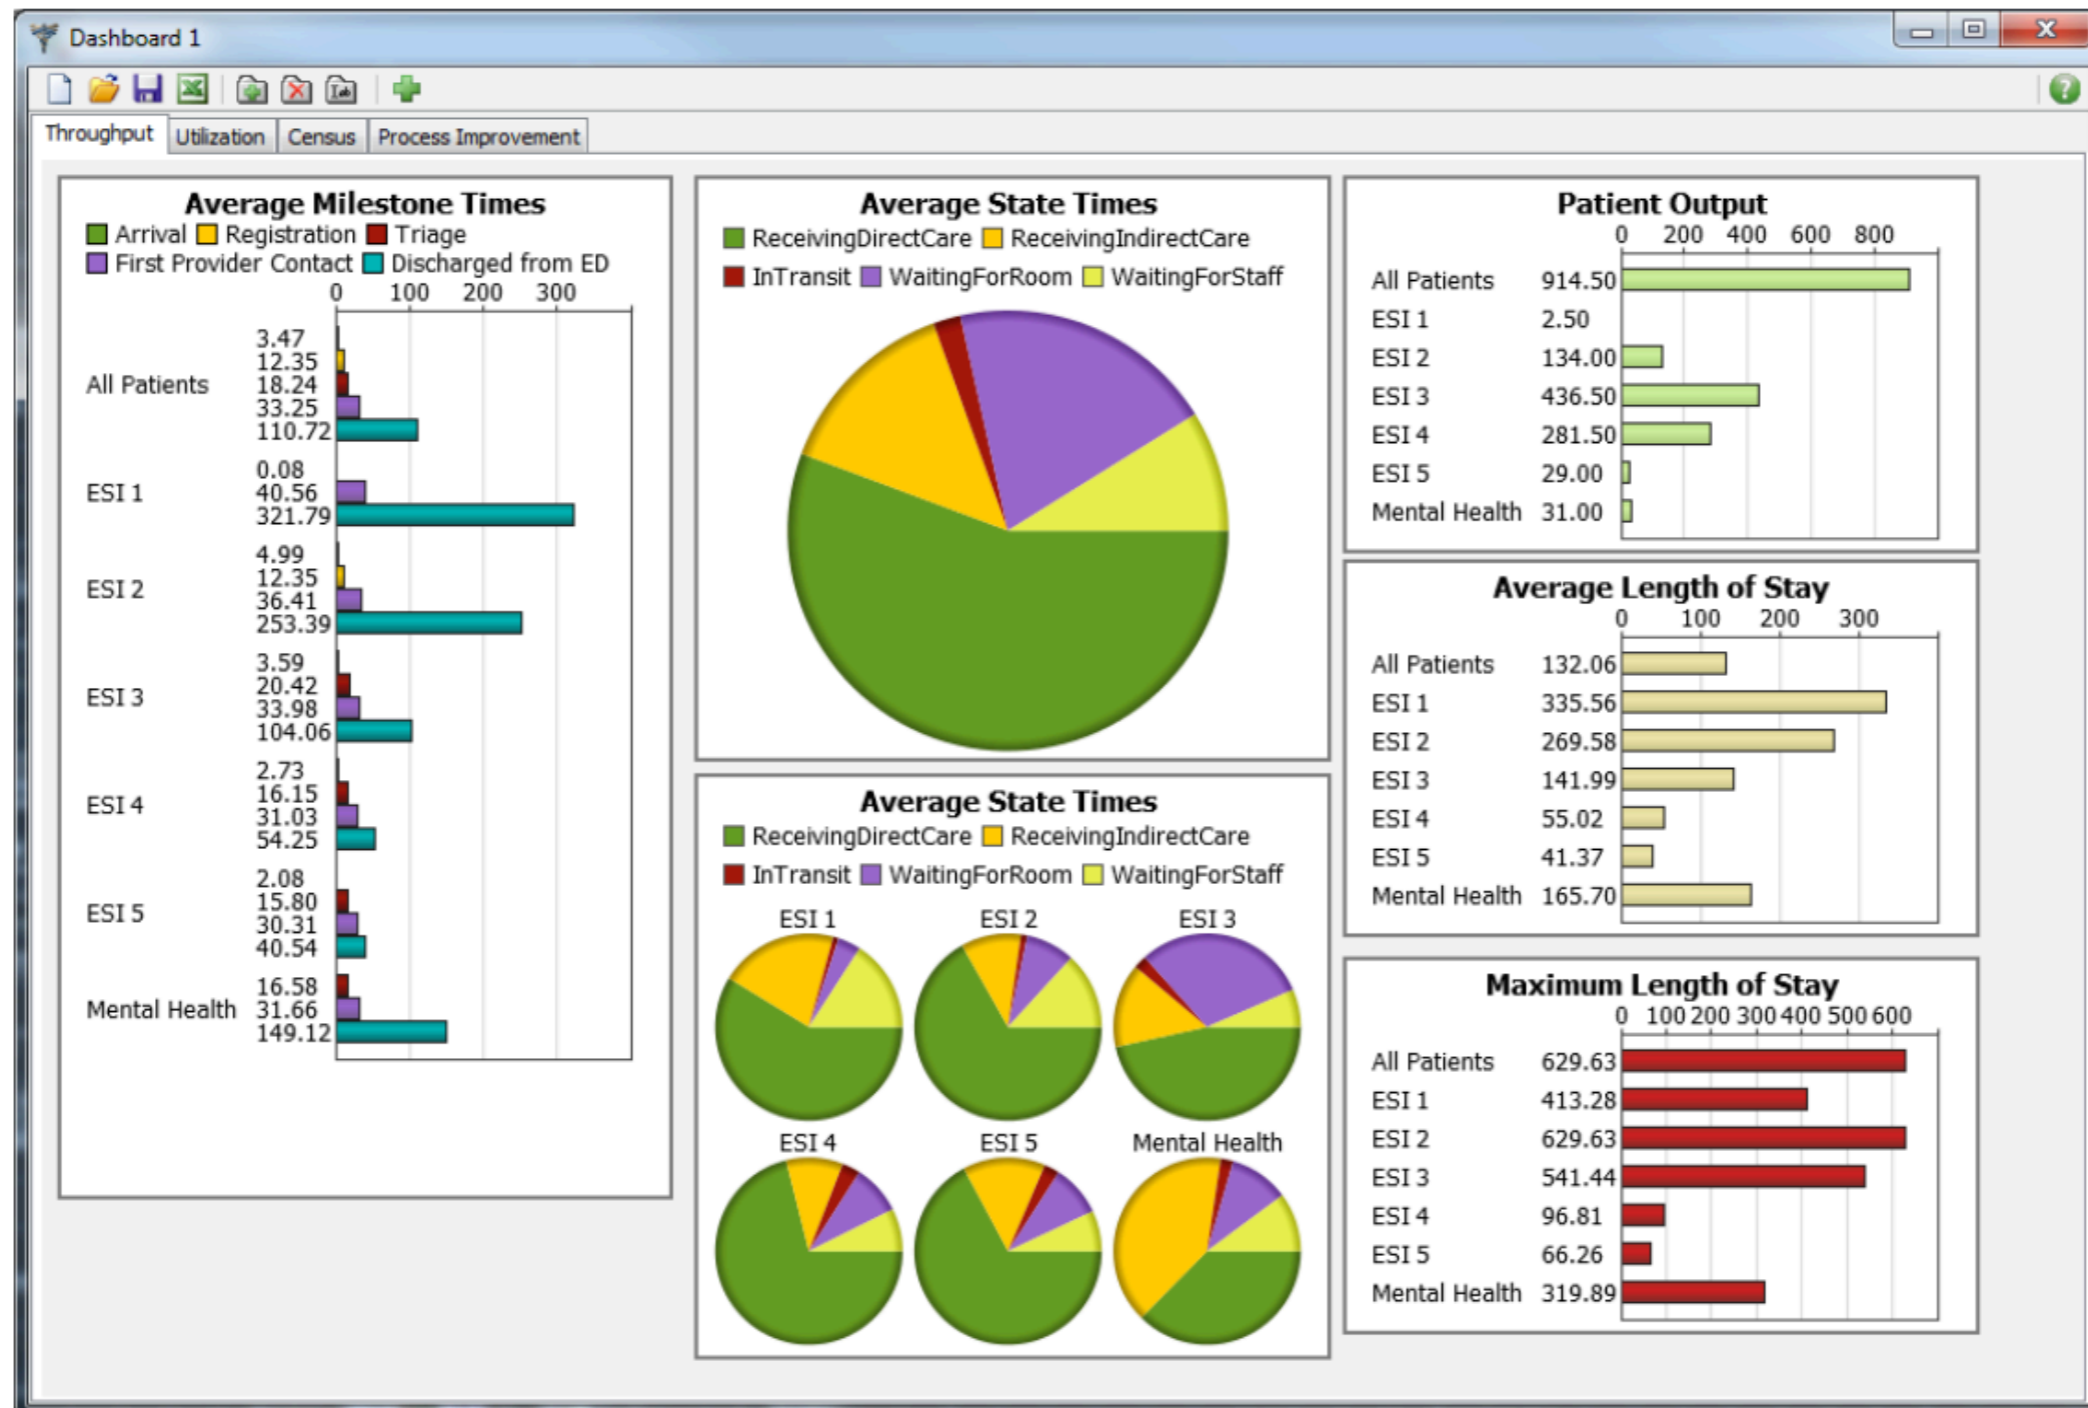 Dashboard 1
Throughput Utilization Census Process Improvement
Average Milestone Times
Arrival Registration Triage
First Provider Contact Discharged from ED
0 100 200 300
All Patients
3.47
12.35
18.24
33.25
110.72
ESI 1
0.08
40.56
321.79
ESI 2
4.99
12.35
36.41
253.39
ESI 3
3.59
20.42
33.98
104.06
ESI 4
2.73
16.15
31.03
54.25
ESI 5
2.08
15.80
30.31
40.54
Mental Health
16.58
31.66
149.12
Average State Times
ReceivingDirectCare ReceivingIndirectCare
InTransit WaitingForRoom WaitingForStaff
Average State Times
ReceivingDirectCare ReceivingIndirectCare
InTransit WaitingForRoom WaitingForStaff
ESI 1 ESI 2 ESI 3
ESI 4 ESI 5 Mental Health
Patient Output
0 200 400 600 800
All Patients 914.50
ESI 1 2.50
ESI 2 134.00
ESI 3 436.50
ESI 4 281.50
ESI 5 29.00
Mental Health 31.00
Average Length of Stay
0 100 200 300
All Patients 132.06
ESI 1 335.56
ESI 2 269.58
ESI 3 141.99
ESI 4 55.02
ESI 5 41.37
Mental Health 165.70
Maximum Length of Stay
0 100 200 300 400 500 600
All Patients 629.63
ESI 1 413.28
ESI 2 629.63
ESI 3 541.44
ESI 4 96.81
ESI 5 66.26
Mental Health 319.89